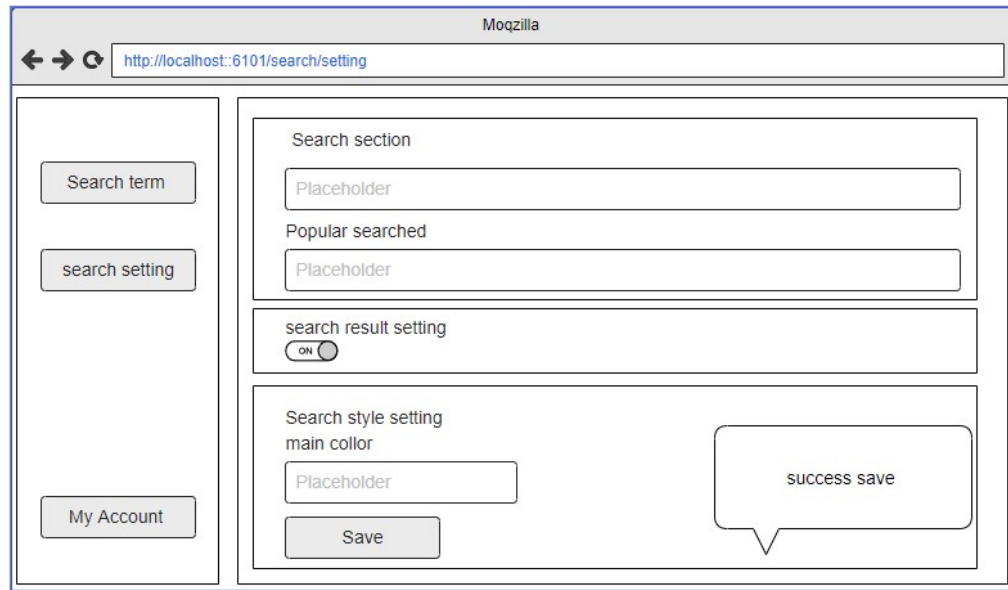 Moqzilla
http://localhost::6101/search/setting
Search term
search setting
My Account
Search section
Placeholder
Popular searched
Placeholder
search result setting
ON
Search style setting
main collor
Placeholder
Save
success save